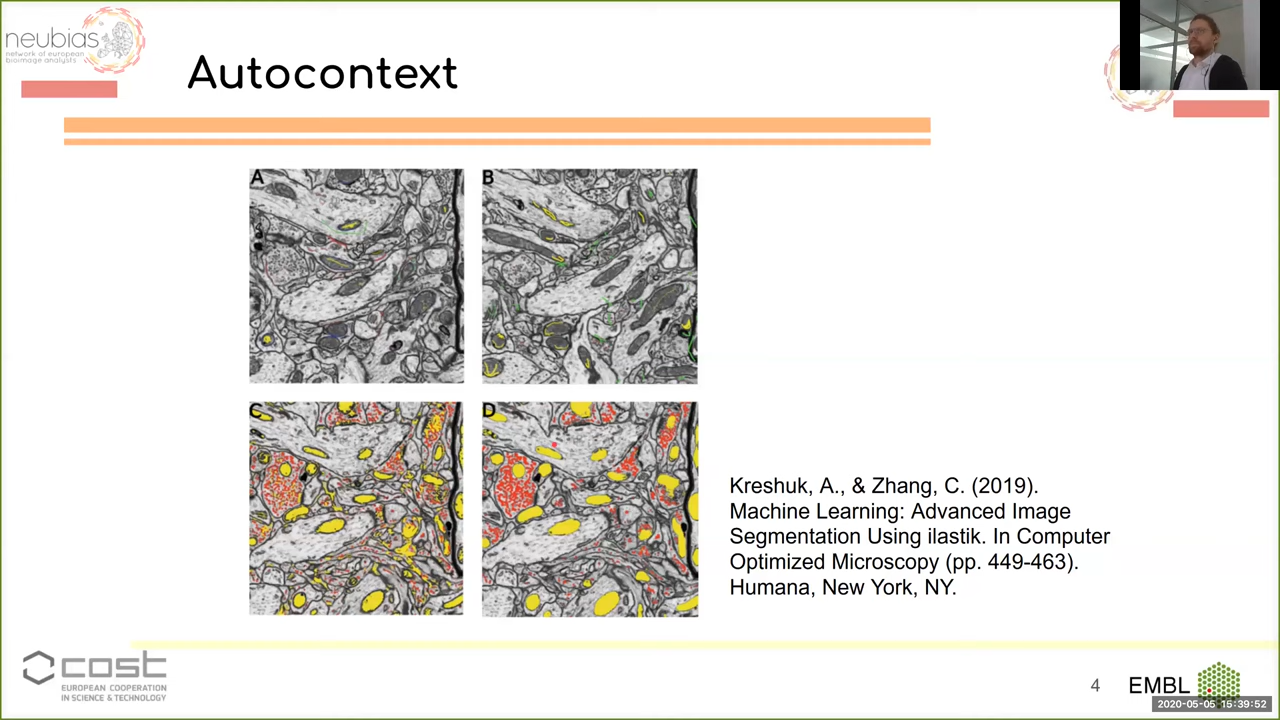 neubias
network of european
bioimage analysts
Autocontext
A
B
C
D
Kreshuk, A., & Zhang, C. (2019).
Machine Learning: Advanced Image
Segmentation Using ilastik. In Computer
Optimized Microscopy (pp. 449-463).
Humana, New York, NY.
cost
EUROPEAN COOPERATION
IN SCIENCE & TECHNOLOGY
4
EMBL
2020-05-05 15:39:52